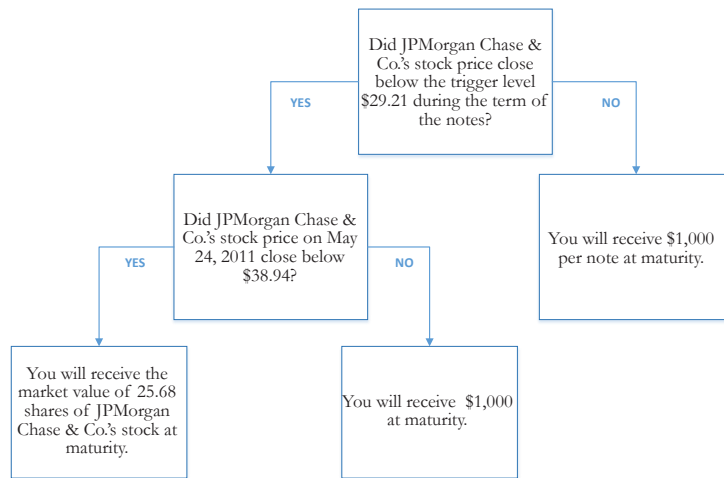 Did JPMorgan Chase &
Co.'s stock price close
below the trigger level
$29.21 during the term of
the notes?
YES
NO
Did JPMorgan Chase &
Co.'s stock price on May
24, 2011 close below
$38.94?
You will receive $1,000
per note at maturity.
YES
NO
You will receive the
market value of 25.68
shares of JPMorgan
Chase & Co.'s stock at
maturity.
You will receive $1,000
at maturity.